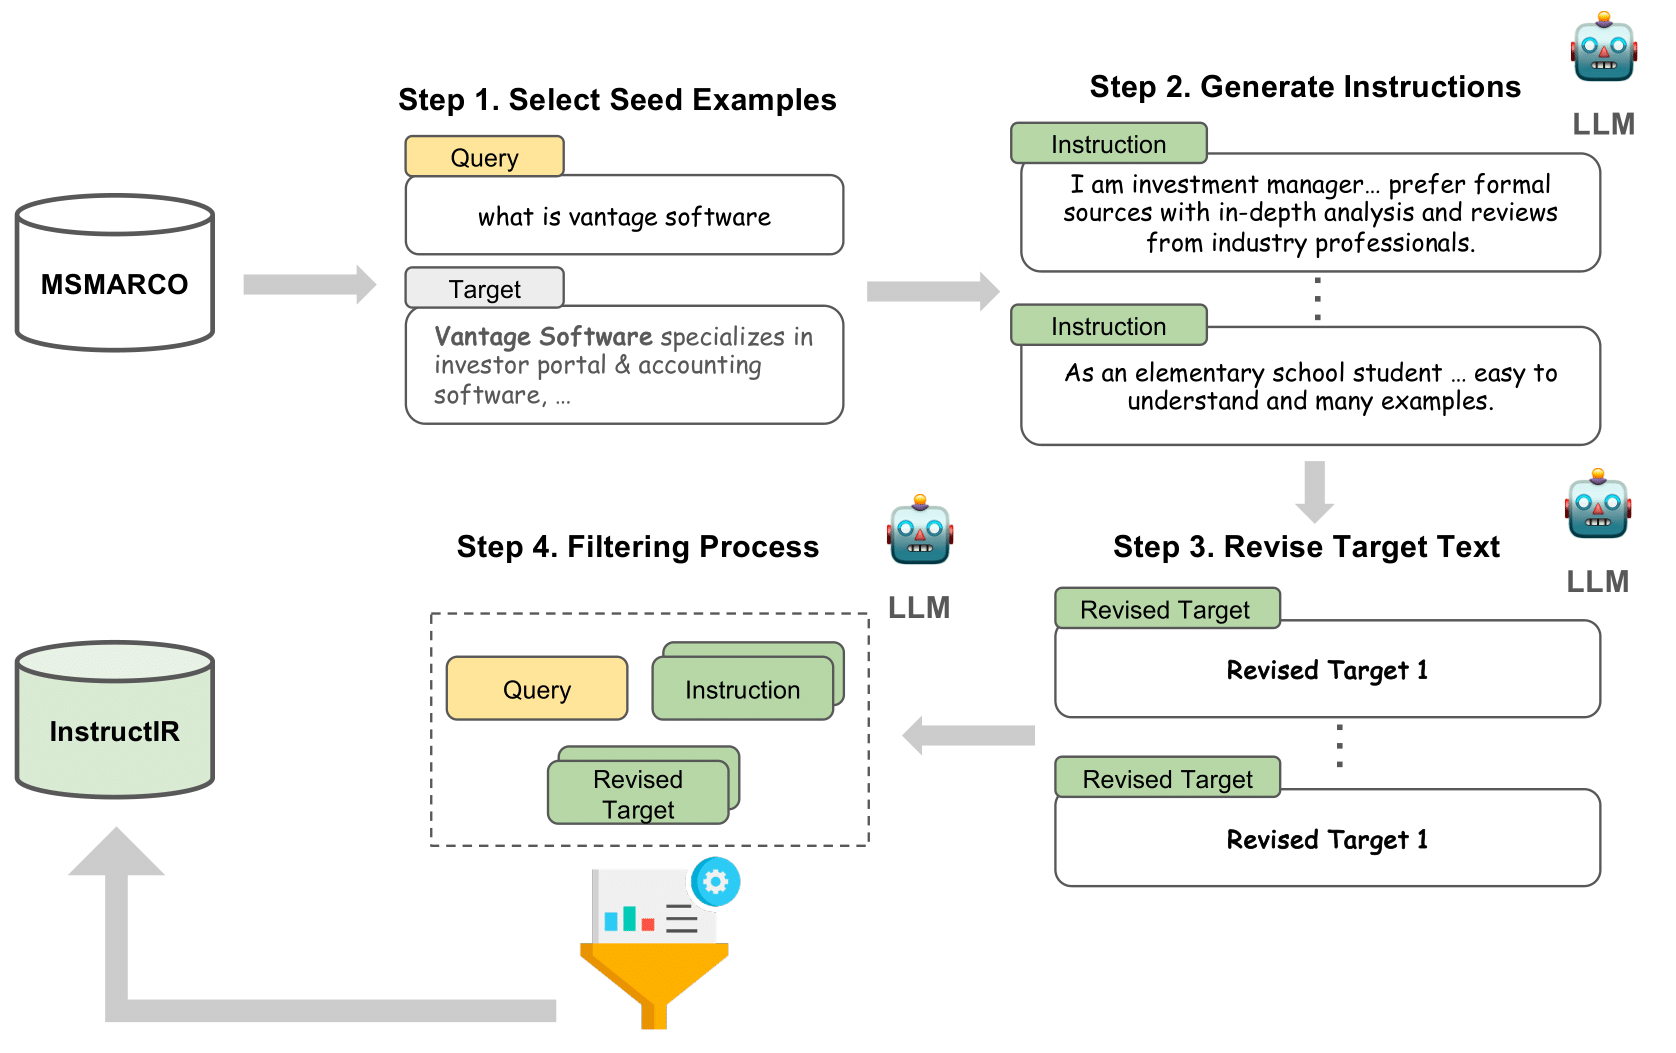 MSMARCO
Step 1. Select Seed Examples
Query
what is vantage software
Target
Vantage Software specializes in
investor portal & accounting
software, ...
Step 2. Generate Instructions
LLM
Instruction
I am investment manager... prefer formal
sources with in-depth analysis and reviews
from industry professionals.
Instruction
As an elementary school student ... easy to
understand and many examples.
Step 3. Revise Target Text
LLM
Revised Target
Revised Target 1
Revised Target
Revised Target 1
Step 4. Filtering Process
LLM
Query
Instruction
Revised
Target
InstructIR